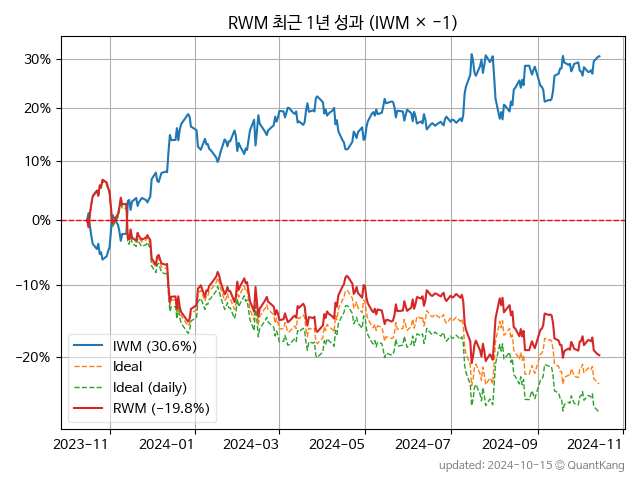 RWM 최근 1년 성과 (IWM × −1)
30%
20%
10%
0%
−10%
−20%
IWM (30.6%)
Ideal
Ideal (daily)
RWM (−19.8%)
2023−11
2024−01
2024−03
2024−05
2024−07
2024−09
2024−11
updated: 2024−10−15 © QuantKang